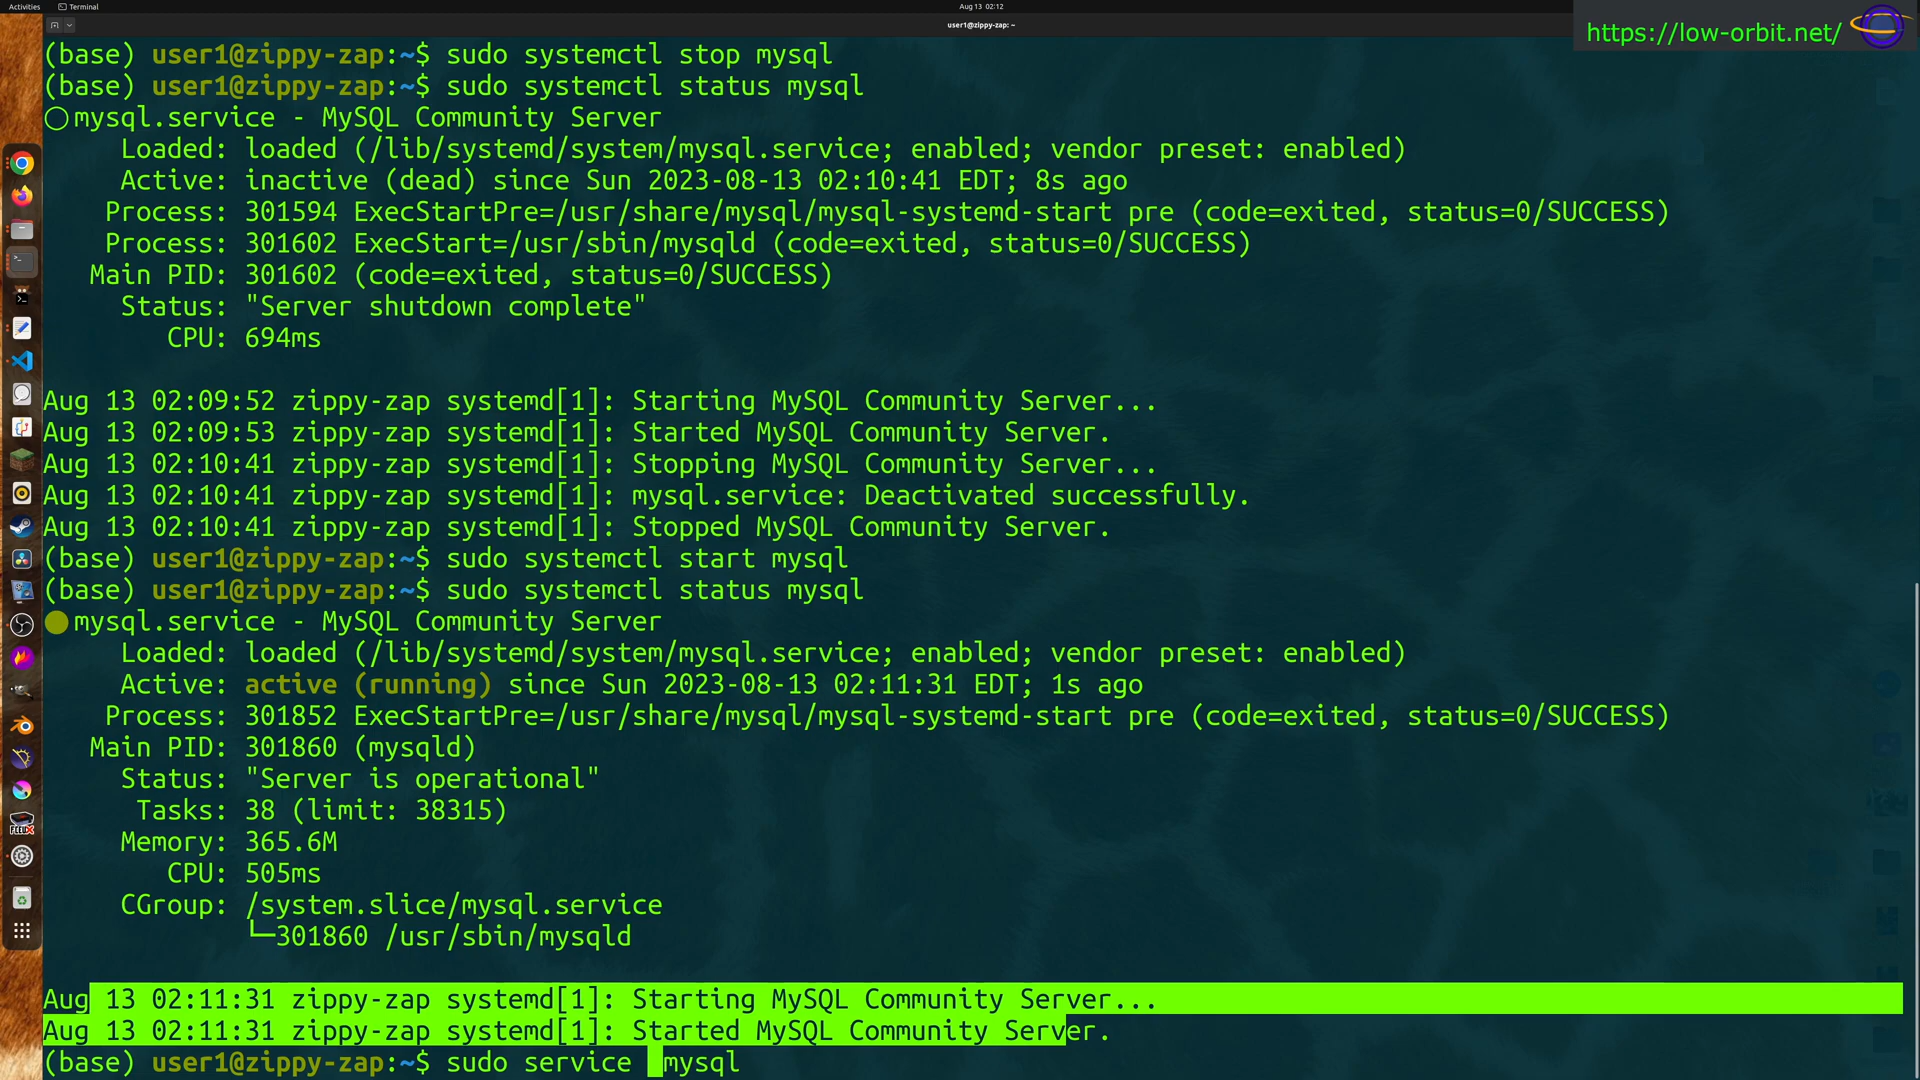 Activities Terminal Aug 13 02:12
user1@zippy-zap: ~
https://low-orbit.net/
(base) user1@zippy-zap:~$ sudo systemctl stop mysql
(base) user1@zippy-zap:~$ sudo systemctl status mysql
○ mysql.service - MySQL Community Server
Loaded: loaded (/lib/systemd/system/mysql.service; enabled; vendor preset: enabled)
Active: inactive (dead) since Sun 2023-08-13 02:10:41 EDT; 8s ago
Process: 301594 ExecStartPre=/usr/share/mysql/mysql-systemd-start pre (code=exited, status=0/SUCCESS)
Process: 301602 ExecStart=/usr/sbin/mysqld (code=exited, status=0/SUCCESS)
Main PID: 301602 (code=exited, status=0/SUCCESS)
Status: "Server shutdown complete"
CPU: 694ms
Aug 13 02:09:52 zippy-zap systemd[1]: Starting MySQL Community Server...
Aug 13 02:09:53 zippy-zap systemd[1]: Started MySQL Community Server.
Aug 13 02:10:41 zippy-zap systemd[1]: Stopping MySQL Community Server...
Aug 13 02:10:41 zippy-zap systemd[1]: mysql.service: Deactivated successfully.
Aug 13 02:10:41 zippy-zap systemd[1]: Stopped MySQL Community Server.
(base) user1@zippy-zap:~$ sudo systemctl start mysql
(base) user1@zippy-zap:~$ sudo systemctl status mysql
● mysql.service - MySQL Community Server
Loaded: loaded (/lib/systemd/system/mysql.service; enabled; vendor preset: enabled)
Active: active (running) since Sun 2023-08-13 02:11:31 EDT; 1s ago
Process: 301852 ExecStartPre=/usr/share/mysql/mysql-systemd-start pre (code=exited, status=0/SUCCESS)
Main PID: 301860 (mysqld)
Status: "Server is operational"
Tasks: 38 (limit: 38315)
Memory: 365.6M
CPU: 505ms
CGroup: /system.slice/mysql.service
└─301860 /usr/sbin/mysqld
Aug 13 02:11:31 zippy-zap systemd[1]: Starting MySQL Community Server...
Aug 13 02:11:31 zippy-zap systemd[1]: Started MySQL Community Server.
(base) user1@zippy-zap:~$ sudo service mysql